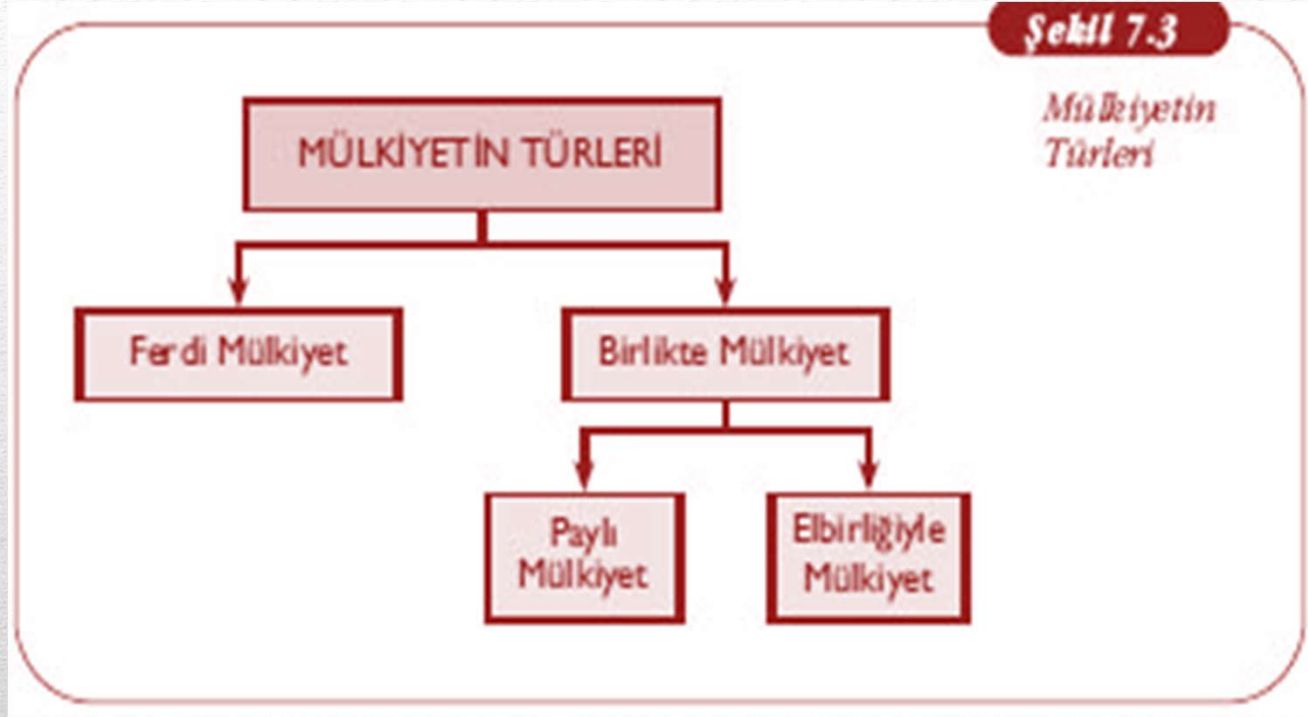 Şekil 7.3
Mülkiyetin
Türleri
MÜLKİYETİN TÜRLERİ
Ferdi Mülkiyet
Birlikte Mülkiyet
Paylı
Mülkiyet
Elbirliğiyle
Mülkiyet